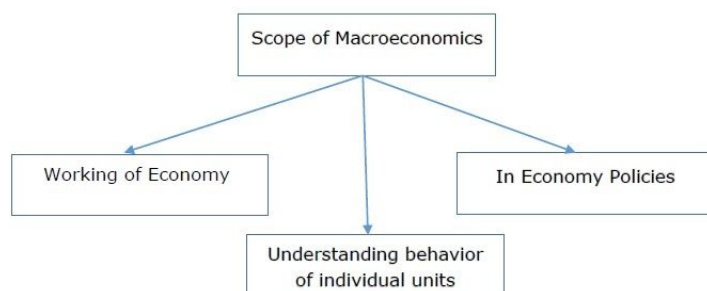 Scope of Macroeconomics
Working of Economy
In Economy Policies
Understanding behavior
of individual units